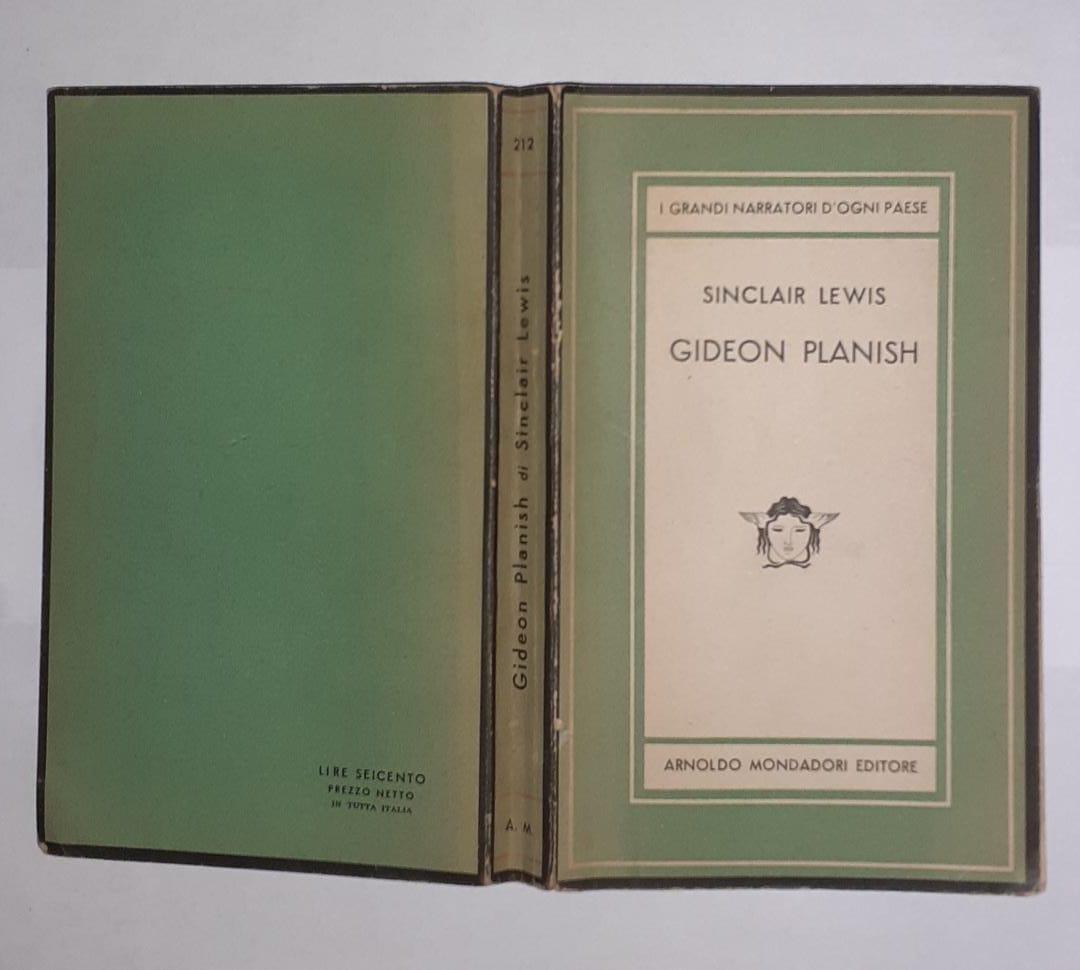 LIRE SEICENTO
PREZZO NETTO
IN TUTTA ITALIA
212
Gideon Planish di Sinclair Lewis
A. M.
I GRANDI NARRATORI D'OGNI PAESE
SINCLAIR LEWIS
GIDEON PLANISH
ARNOLDO MONDADORI EDITORE